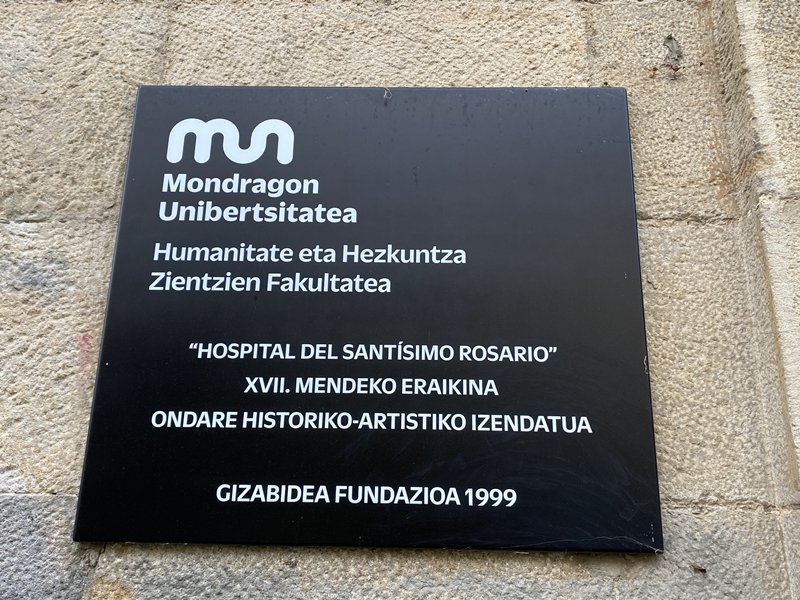 mun
Mondragon
Unibertsitatea
Humanitate eta Hezkuntza
Zientzien Fakultatea
“HOSPITAL DEL SANTÍSIMO ROSARIO”
XVII. MENDEKO ERAIKINA
ONDARE HISTORIKO-ARTISTIKO IZENDATUA
GIZABIDEA FUNDAZIOA 1999